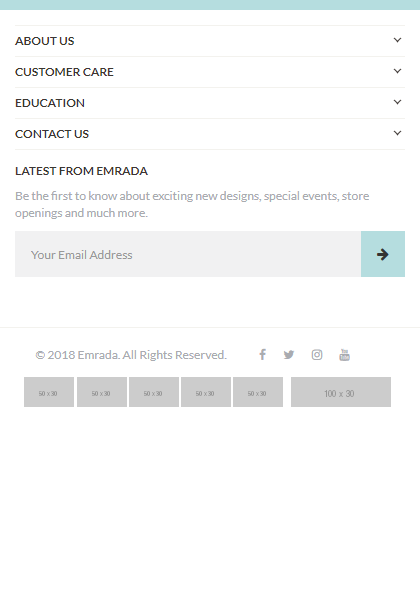 ABOUT US
CUSTOMER CARE
EDUCATION
CONTACT US
LATEST FROM EMRADA
Be the first to know about exciting new designs, special events, store
openings and much more.
Your Email Address
© 2018 Emrada. All Rights Reserved.
50 x 30 50 x 30 50 x 30 50 x 30 50 x 30 100 x 30